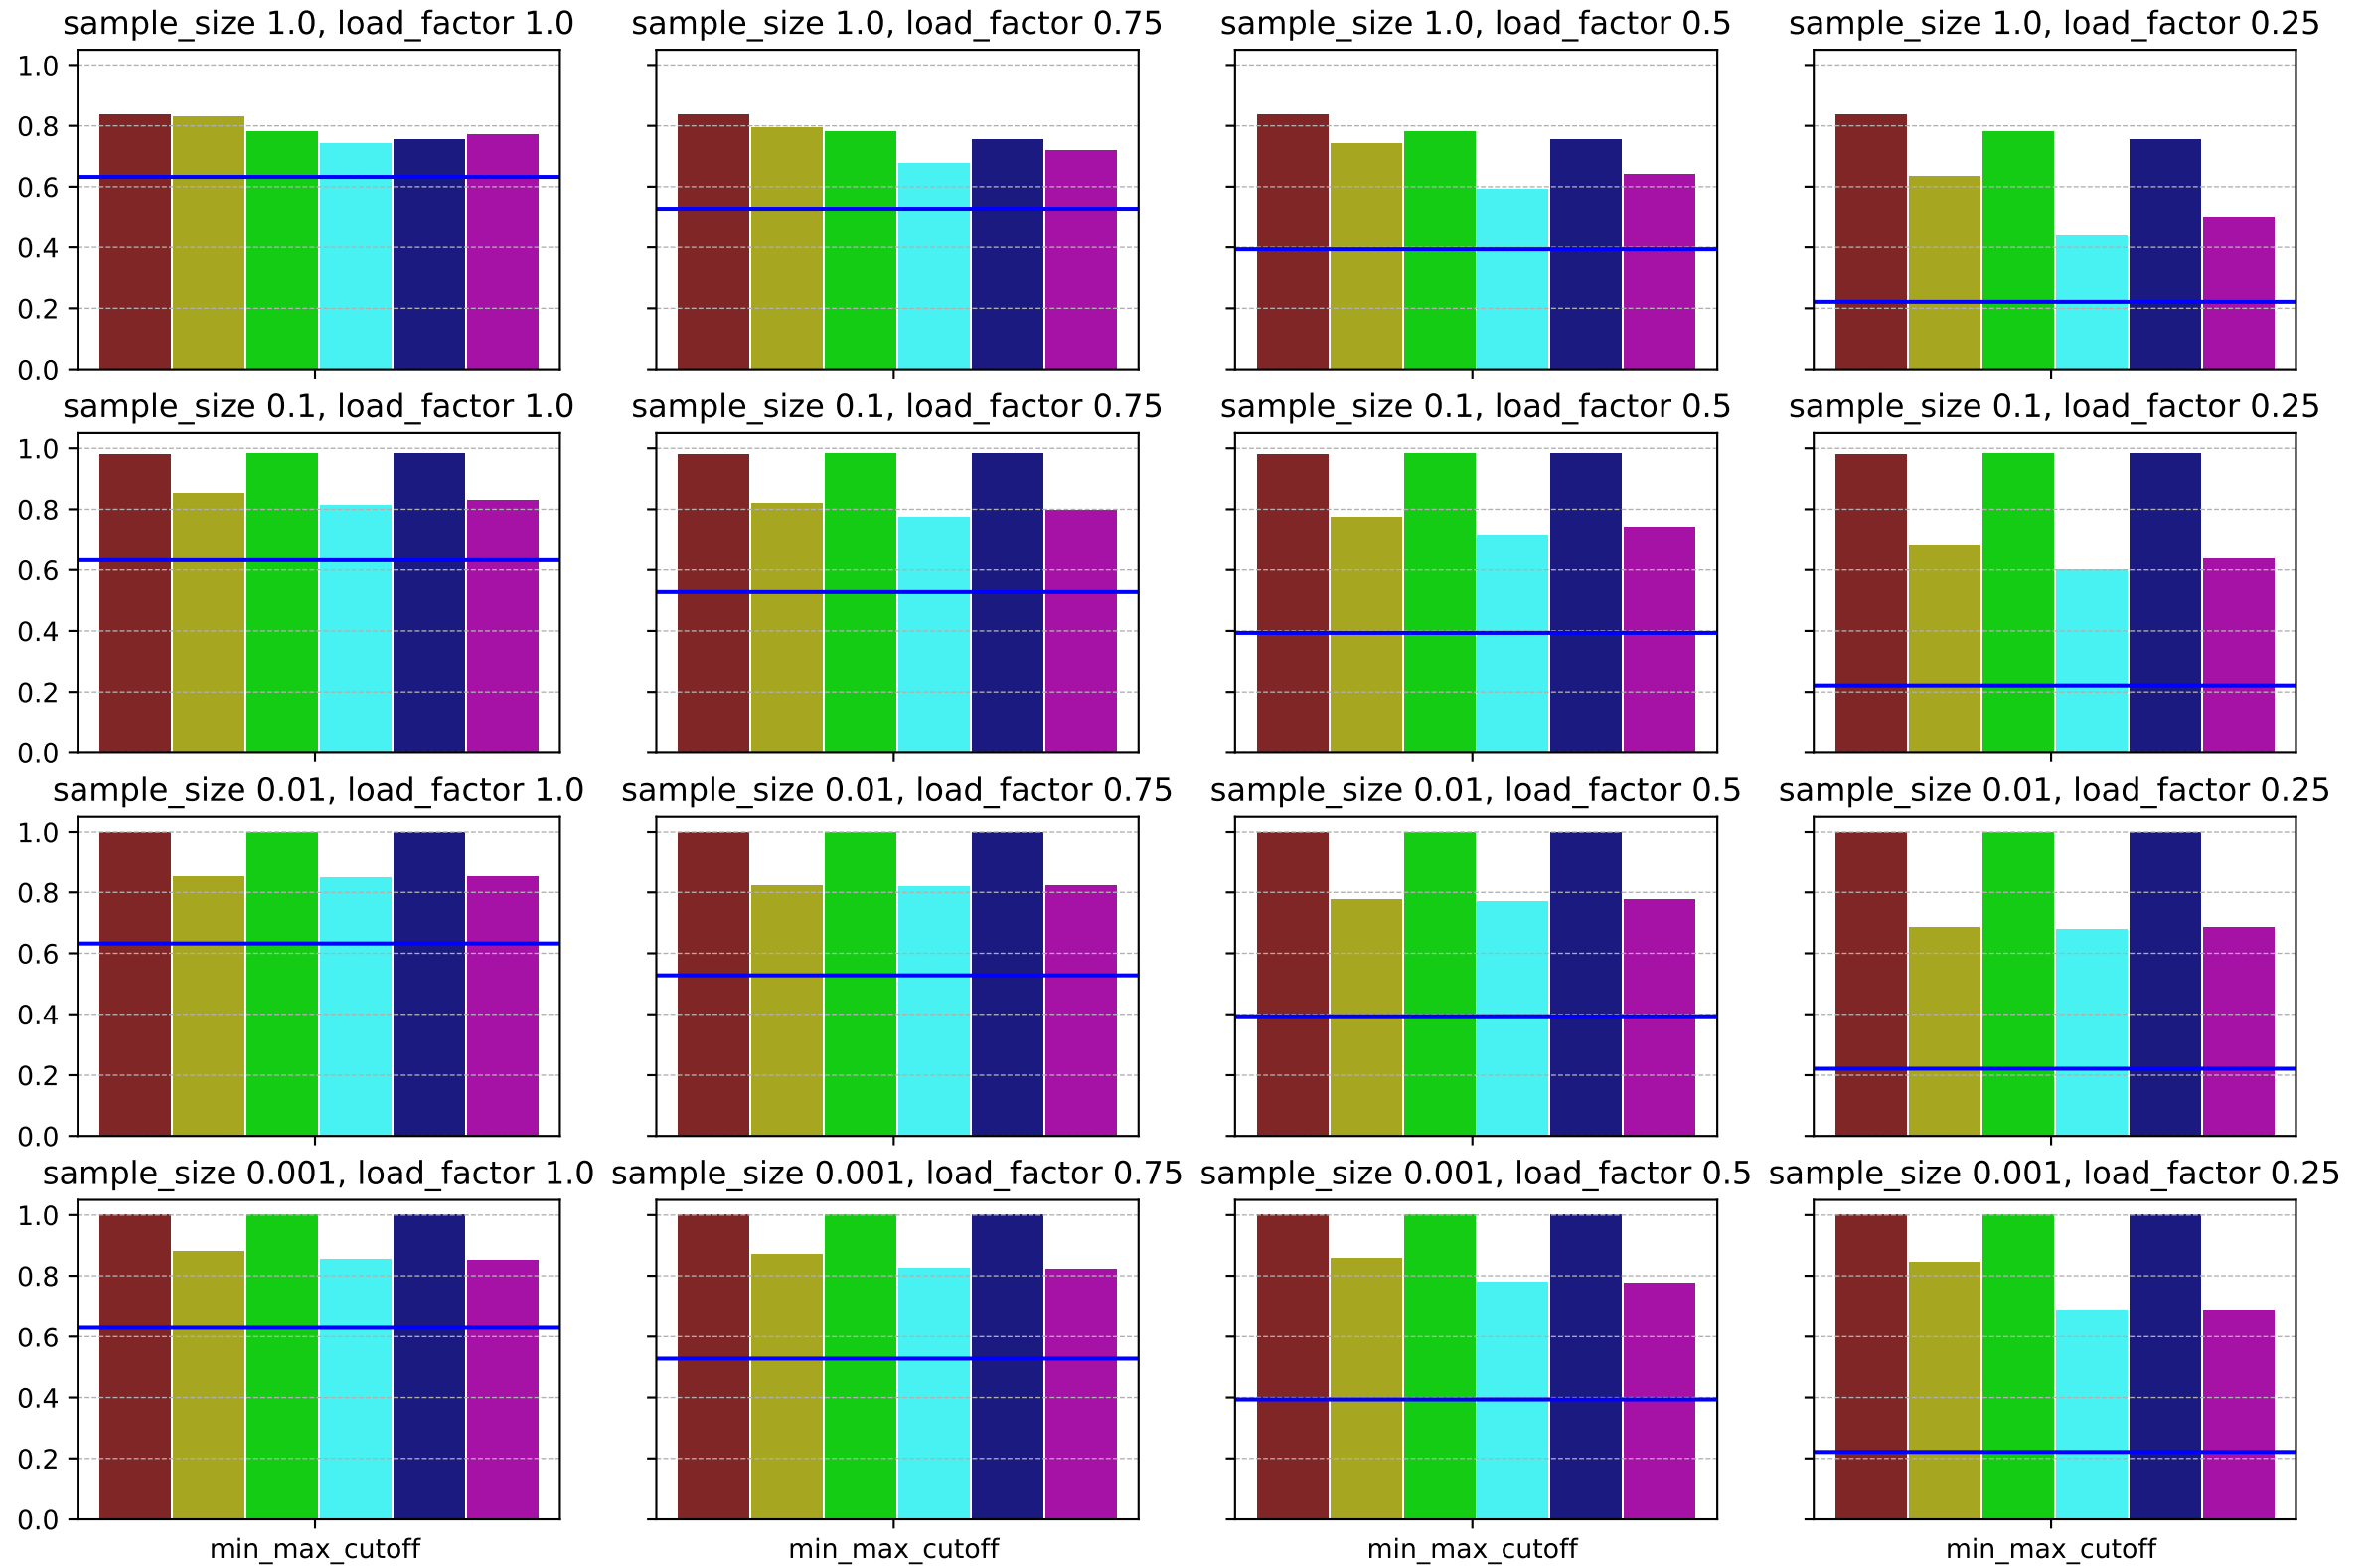 sample_size 1.0, load_factor 1.0
sample_size 1.0, load_factor 0.75
sample_size 1.0, load_factor 0.5
sample_size 1.0, load_factor 0.25
1.0
0.8
0.6
0.4
0.2
0.0
sample_size 0.1, load_factor 1.0
sample_size 0.1, load_factor 0.75
sample_size 0.1, load_factor 0.5
sample_size 0.1, load_factor 0.25
1.0
0.8
0.6
0.4
0.2
0.0
sample_size 0.01, load_factor 1.0
sample_size 0.01, load_factor 0.75
sample_size 0.01, load_factor 0.5
sample_size 0.01, load_factor 0.25
1.0
0.8
0.6
0.4
0.2
0.0
sample_size 0.001, load_factor 1.0
sample_size 0.001, load_factor 0.75
sample_size 0.001, load_factor 0.5
sample_size 0.001, load_factor 0.25
1.0
0.8
0.6
0.4
0.2
0.0
min_max_cutoff
min_max_cutoff
min_max_cutoff
min_max_cutoff